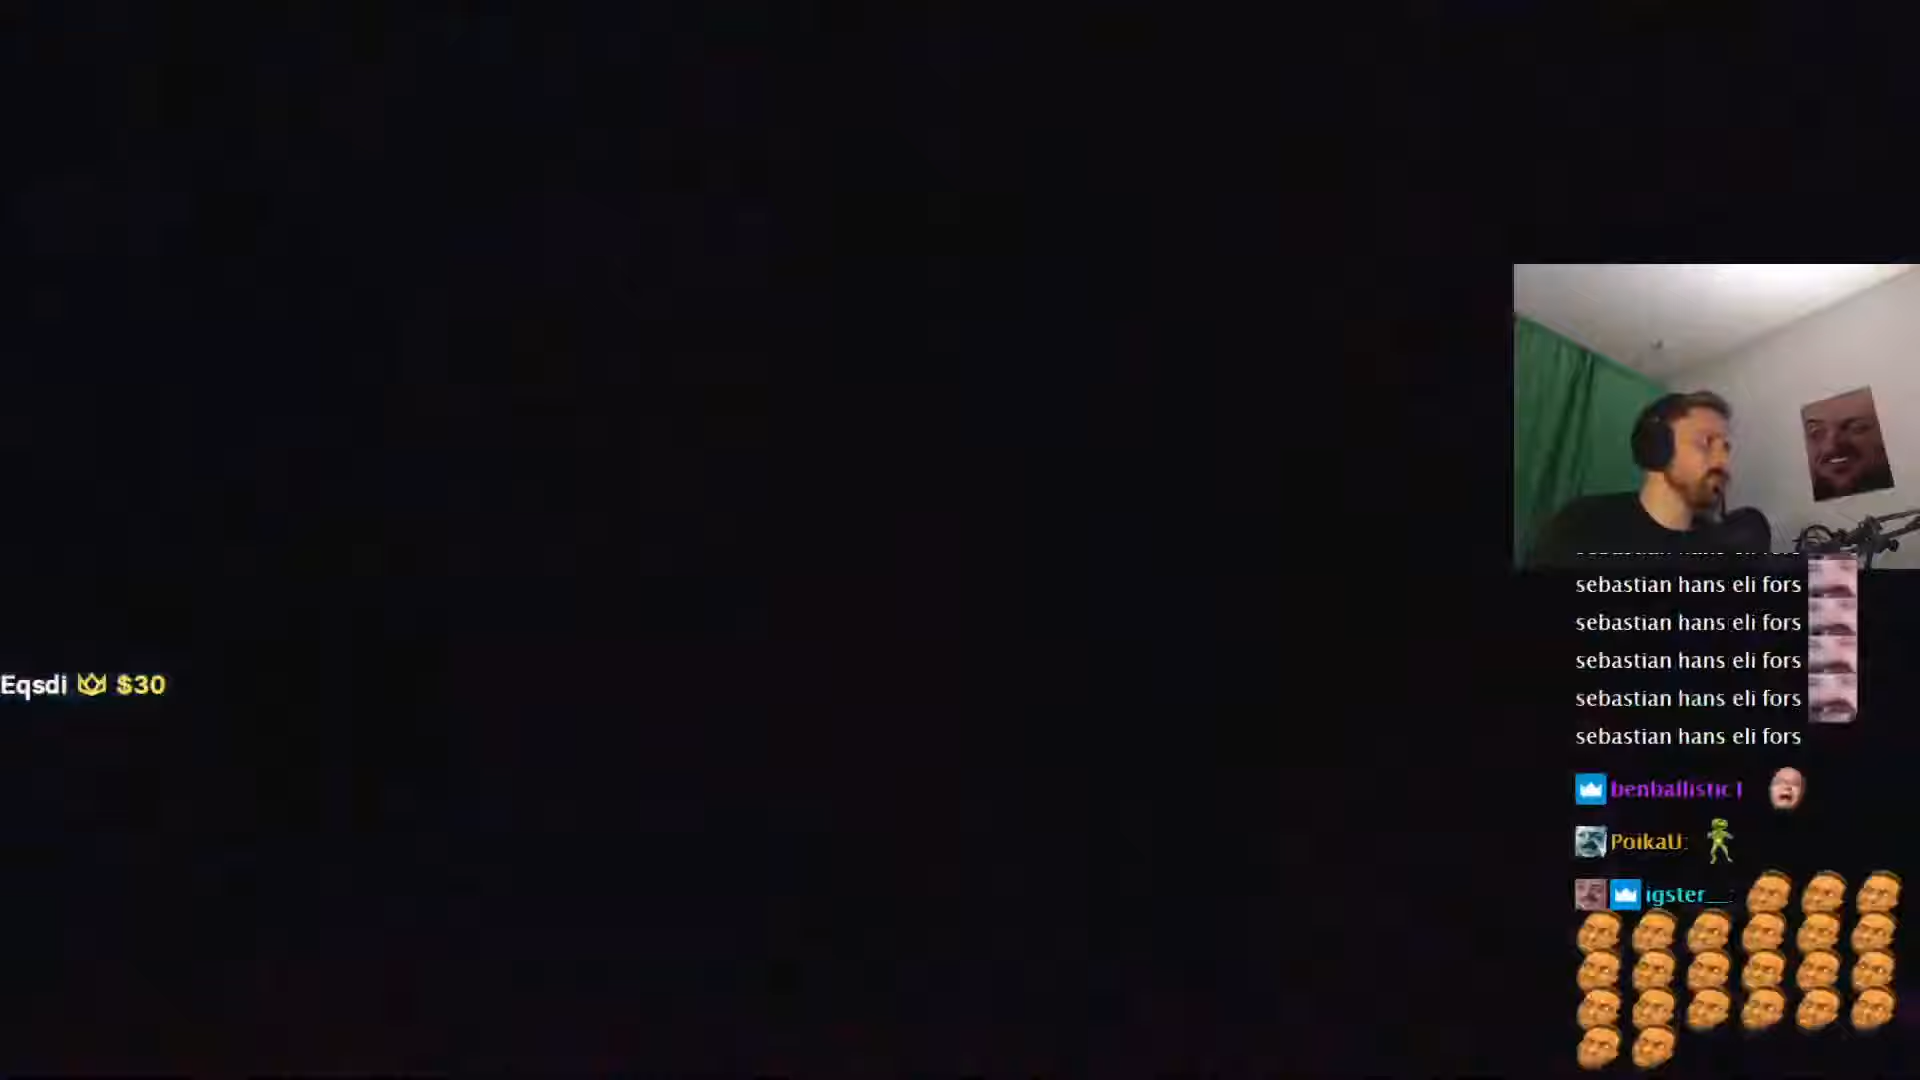 Eqsdi $30
sebastian hans eli fors
sebastian hans eli fors
sebastian hans eli fors
sebastian hans eli fors
sebastian hans eli fors
benballistic1
PoikaU:
igster__: